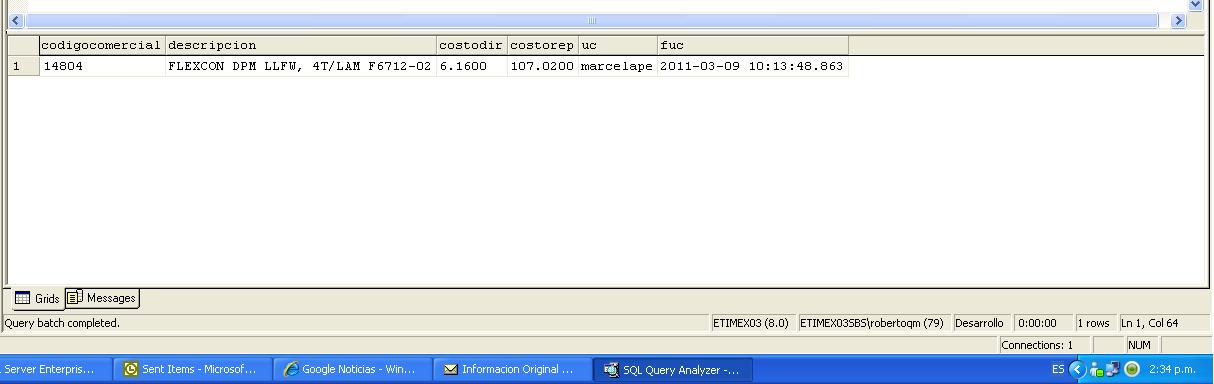 codigocomercial descripcion costodir costorep uc fuc
1 14804 FLEXCON DPM LLFW, 4T/LAM F6712-02 6.1600 107.0200 marcelape 2011-03-09 10:13:48.863
Grids Messages
Query batch completed. ETIMEX03 (8.0) ETIMEX03SBS\robertoqm (79) Desarrollo 0:00:00 1 rows Ln 1, Col 64
Connections: 1 NUM
Server Enterpris... Sent Items - Microsof... Google Noticias - Win... Informacion Original ... SQL Query Analyzer -... ES 2:34 p.m.